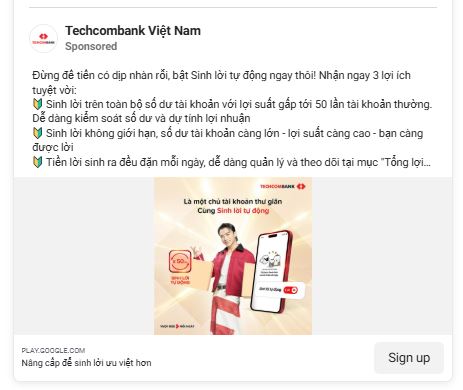 Techcombank Việt Nam
Sponsored
Đừng để tiền có dịp nhàn rỗi, bật Sinh lời tự động ngay thôi! Nhận ngay 3 lợi ích
tuyệt vời:
🔰 Sinh lời trên toàn bộ số dư tài khoản với lợi suất gấp tới 50 lần tài khoản thường.
Dễ dàng kiểm soát số dư và dự tính lợi nhuận
🔰 Sinh lời không giới hạn, số dư tài khoản càng lớn - lợi suất càng cao - bạn càng
được lời
🔰 Tiền lời sinh ra đều đặn mỗi ngày, dễ dàng quản lý và theo dõi tại mục "Tổng lợi...
TECHCOMBANK
Là một chủ tài khoản thư giãn
Cùng Sinh lời tự động
50
SINH LỜI
TỰ ĐỘNG
Sinh lời tự động
PLAY.GOOGLE.COM
Nâng cấp để sinh lời ưu việt hơn
Sign up